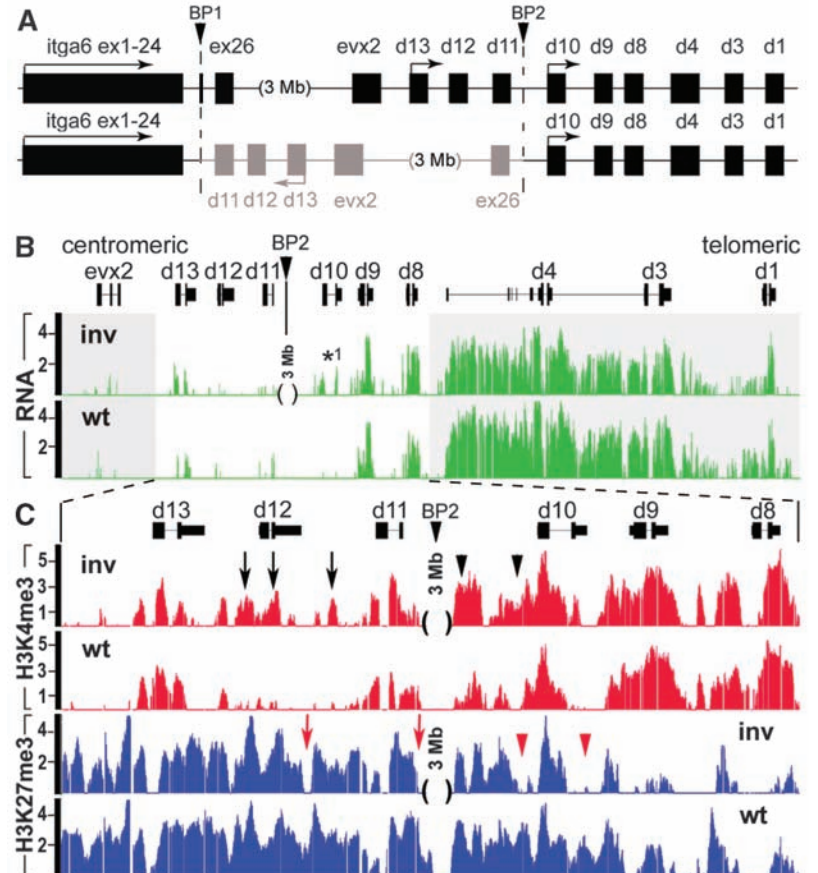 A
BP1 BP2
itga6 ex1-24 ex26 evx2 d13 d12 d11 d10 d9 d8 d4 d3 d1
(3 Mb)
itga6 ex1-24 d10 d9 d8 d4 d3 d1
(3 Mb)
d11 d12 d13 evx2 ex26
B centromeric BP2 telomeric
evx2 d13 d12 d11 d10 d9 d8 d4 d3 d1
RNA
4
2
inv
3 Mb
( )
*1
4
2
wt
C
d13 d12 d11 BP2 d10 d9 d8
H3K4me3
5
3
1
inv
3 Mb
( )
5
3
1
wt
H3K27me3
4
2
3 Mb
( )
inv
4
2
wt